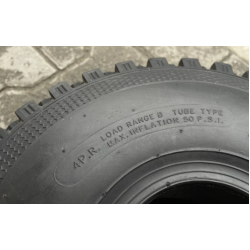 4P.R. LOAD RANGE B TUBE TYPE
MAX. INFLATION 50 P.S.I.